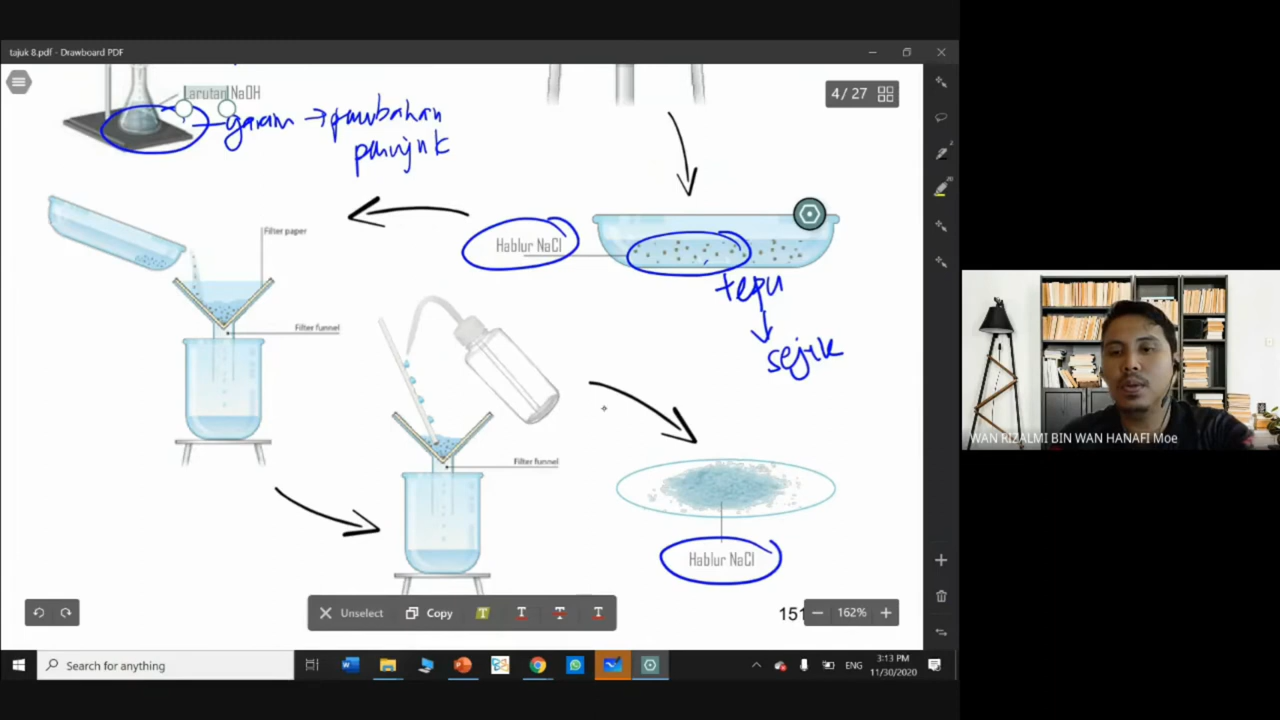 tajuk 8.pdf - Drawboard PDF
Larutan NaOH
4 / 27
garam → perubahan
penunjuk
Hablur NaCl
tepu
sejuk
Filter paper
Filter funnel
Filter funnel
Hablur NaCl
WAN RIZALMI BIN WAN HANAFI Moe
Unselect
Copy
T
T
T
T
151
162%
Search for anything
ENG
3:13 PM
11/30/2020